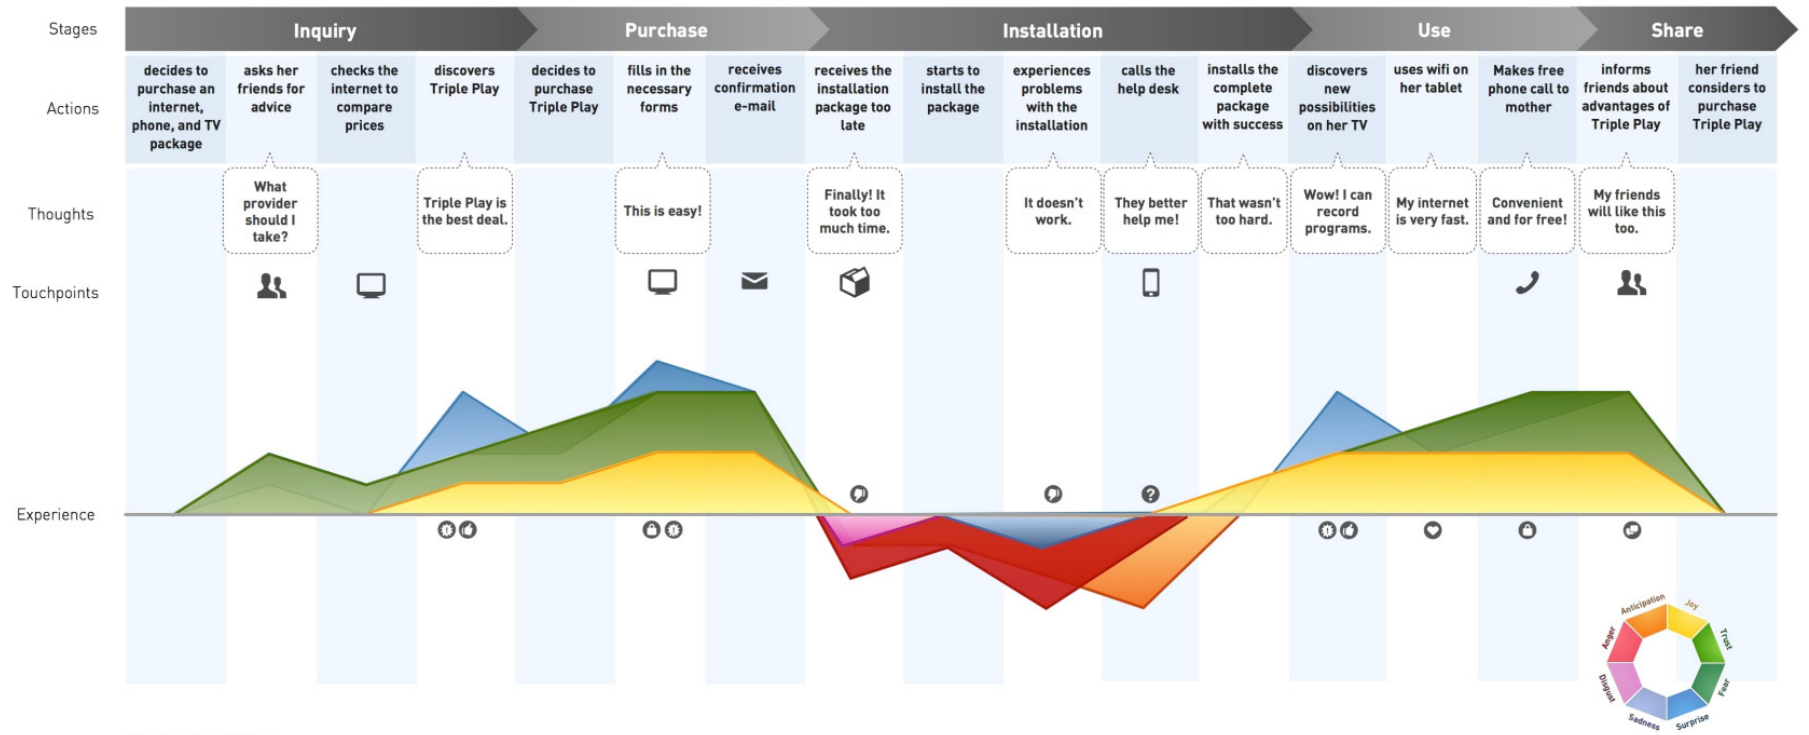 Stages
Inquiry
Purchase
Installation
Use
Share
Actions
decides to
purchase an
internet,
phone, and TV
package
asks her
friends for
advice
checks the
internet to
compare
prices
discovers
Triple Play
decides to
purchase
Triple Play
fills in the
necessary
forms
receives
confirmation
e-mail
receives the
installation
package too
late
starts to
install the
package
experiences
problems
with the
installation
calls the
help desk
installs the
complete
package
with success
discovers
new
possibilities
on her TV
uses wifi on
her tablet
Makes free
phone call to
mother
informs
friends about
advantages of
Triple Play
her friend
considers to
purchase
Triple Play
Thoughts
What
provider
should I
take?
Triple Play is
the best deal.
This is easy!
Finally! It
took too
much time.
It doesn't
work.
They better
help me!
That wasn't
too hard.
Wow! I can
record
programs.
My internet
is very fast.
Convenient
and for free!
My friends
will like this
too.
Touchpoints
Experience
?
Anticipation
Joy
Trust
Fear
Surprise
Sadness
Disgust
Anger